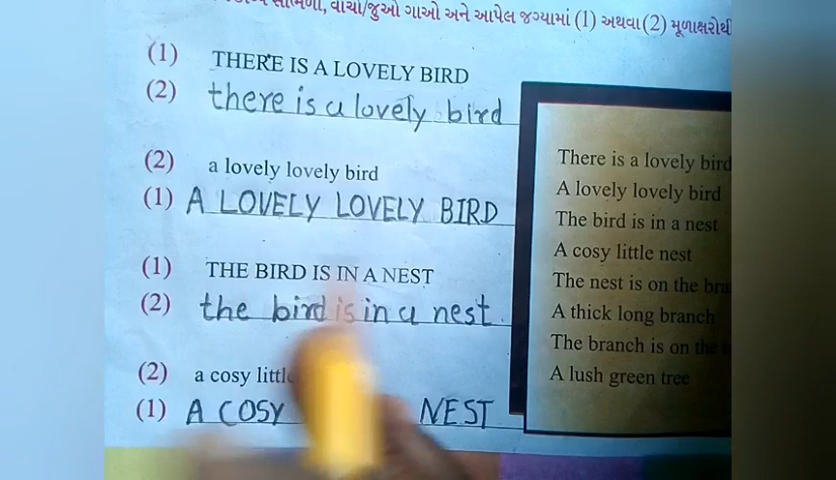 સાંભળો, વાંચો/જુઓ ગાઓ અને આપેલ જગ્યામાં (1) અથવા (2) મૂળાક્ષરોથી
(1) THERE IS A LOVELY BIRD
(2) there is a lovely bird
(2) a lovely lovely bird
(1) A LOVELY LOVELY BIRD
(1) THE BIRD IS IN A NEST
(2) the bird is in a nest
(2) a cosy
(1) A COSY NEST
There is a lovely bird
A lovely lovely bird
The bird is in a nest
A cosy little nest
The nest is on the
A thick long branch
The branch is on the
A lush green tree